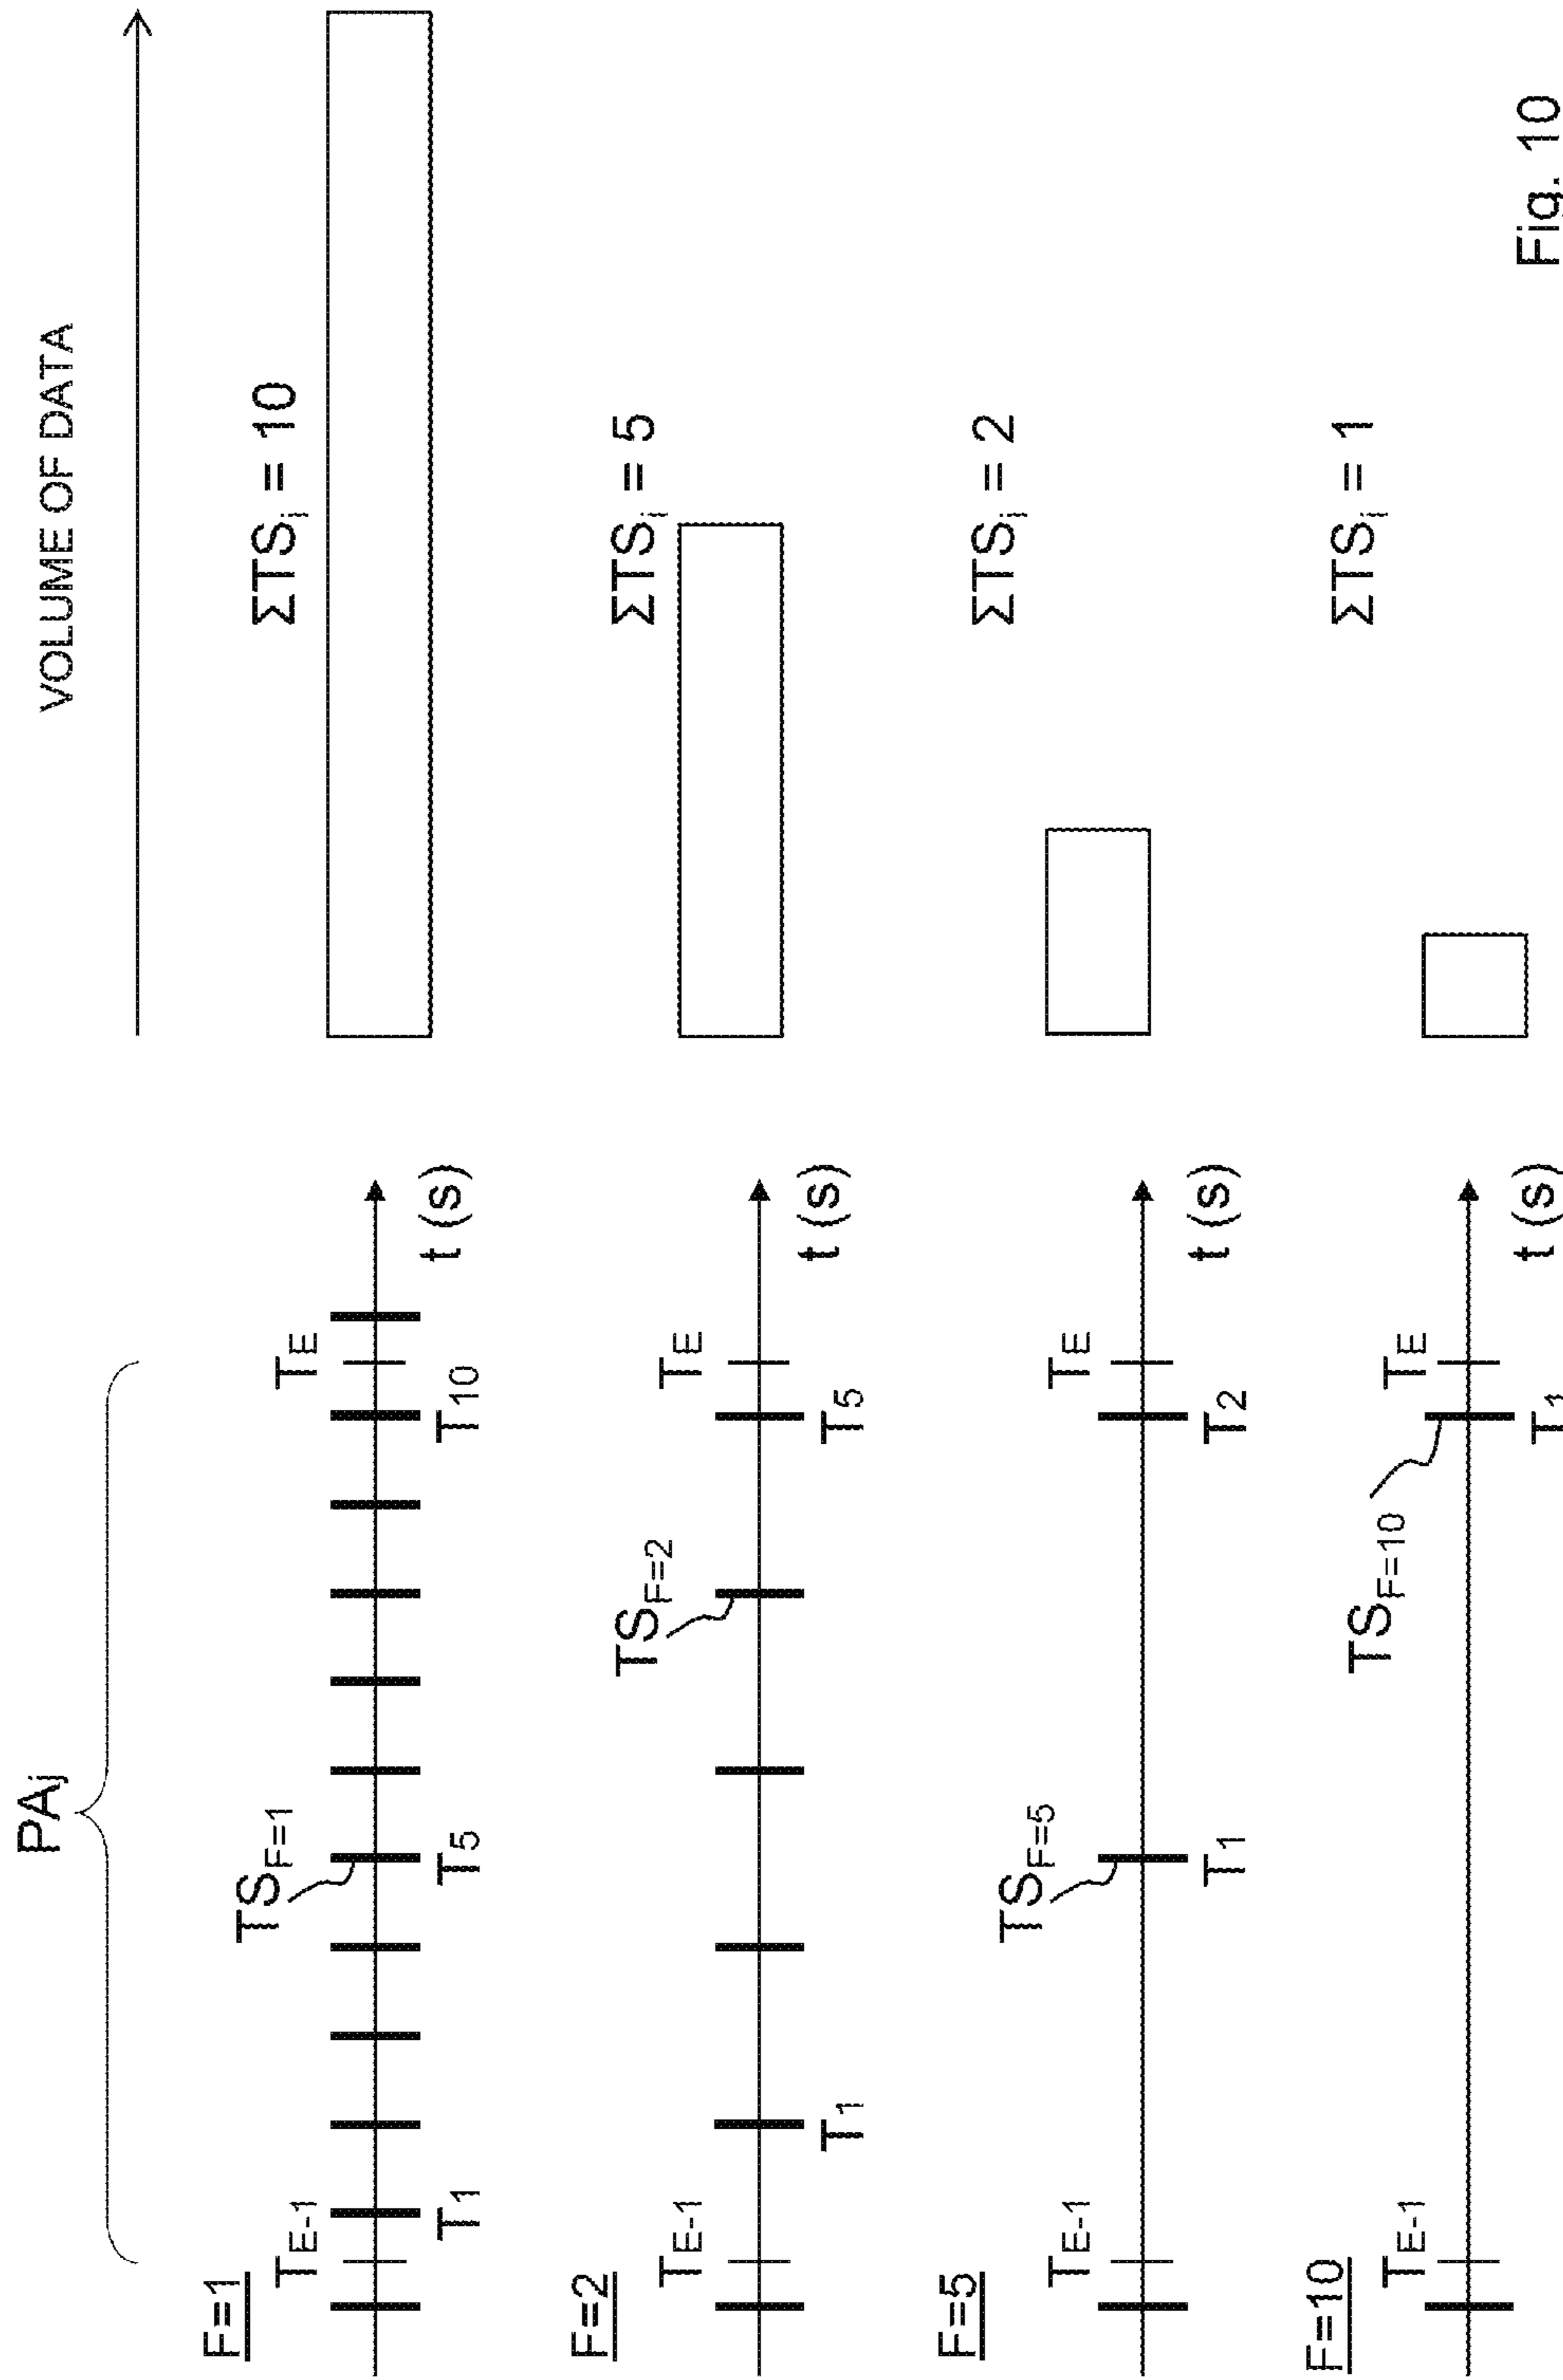 PAj
VOLUME OF DATA
F=1
TE-1
TSF=1
TE
T1
T5
T10
t (s)
ΣTSi = 10
F=2
TE-1
TSF=2
TE
T1
T5
t (s)
ΣTSi = 5
F=5
TE-1
TSF=5
TE
T1
T2
t (s)
ΣTSi = 2
F=10
TE-1
TSF=10
TE
T1
t (s)
ΣTSi = 1
Fig. 10